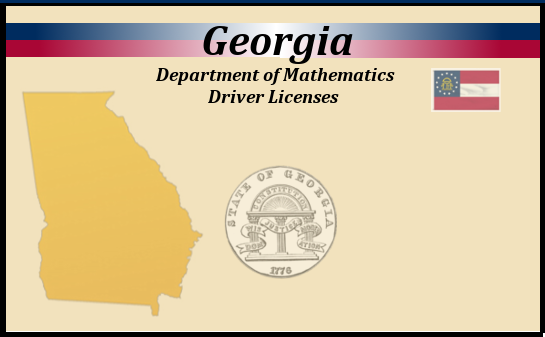 Georgia
Department of Mathematics
Driver Licenses
STATE OF GEORGIA
CONSTITUTION
WISDOM
JUSTICE
MODERATION
1776